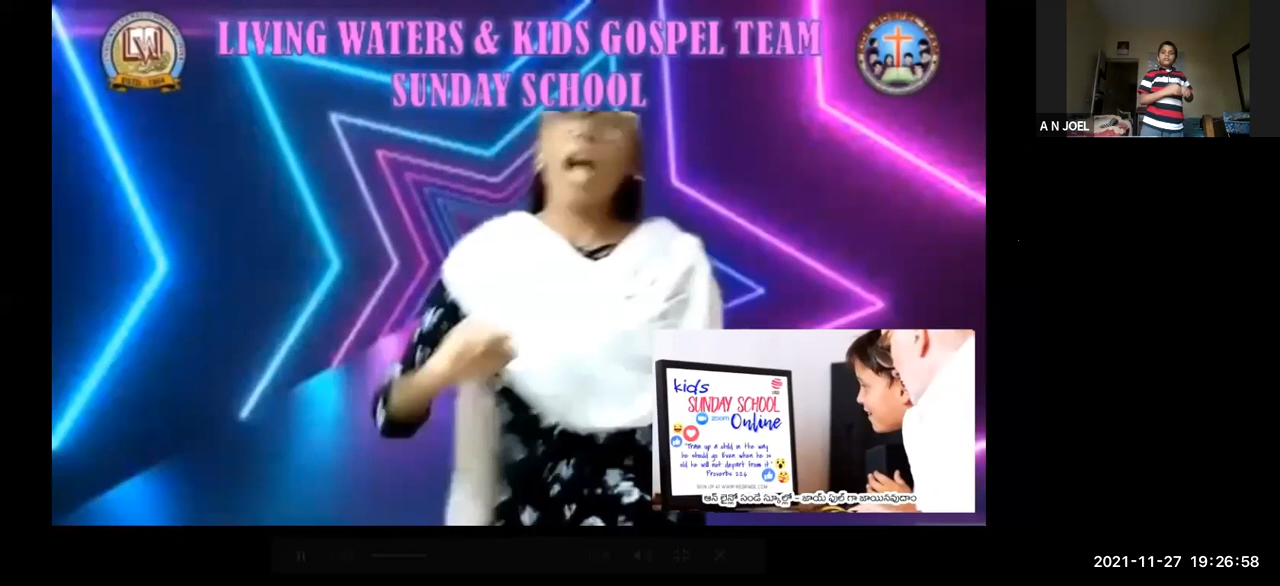 LIVING WATERS & KIDS GOSPEL TEAM
SUNDAY SCHOOL
LW
A N JOEL
kids
SUNDAY SCHOOL
zoom Online
"Train up a child in the way
he should go Even when he is
old he will not depart from it"
Proverbs 22:6
ఆన్ లైన్లో సండే స్కూల్లో - జాయ్ ఫుల్ గా జాయినవుదాం
2021-11-27 19:26:58